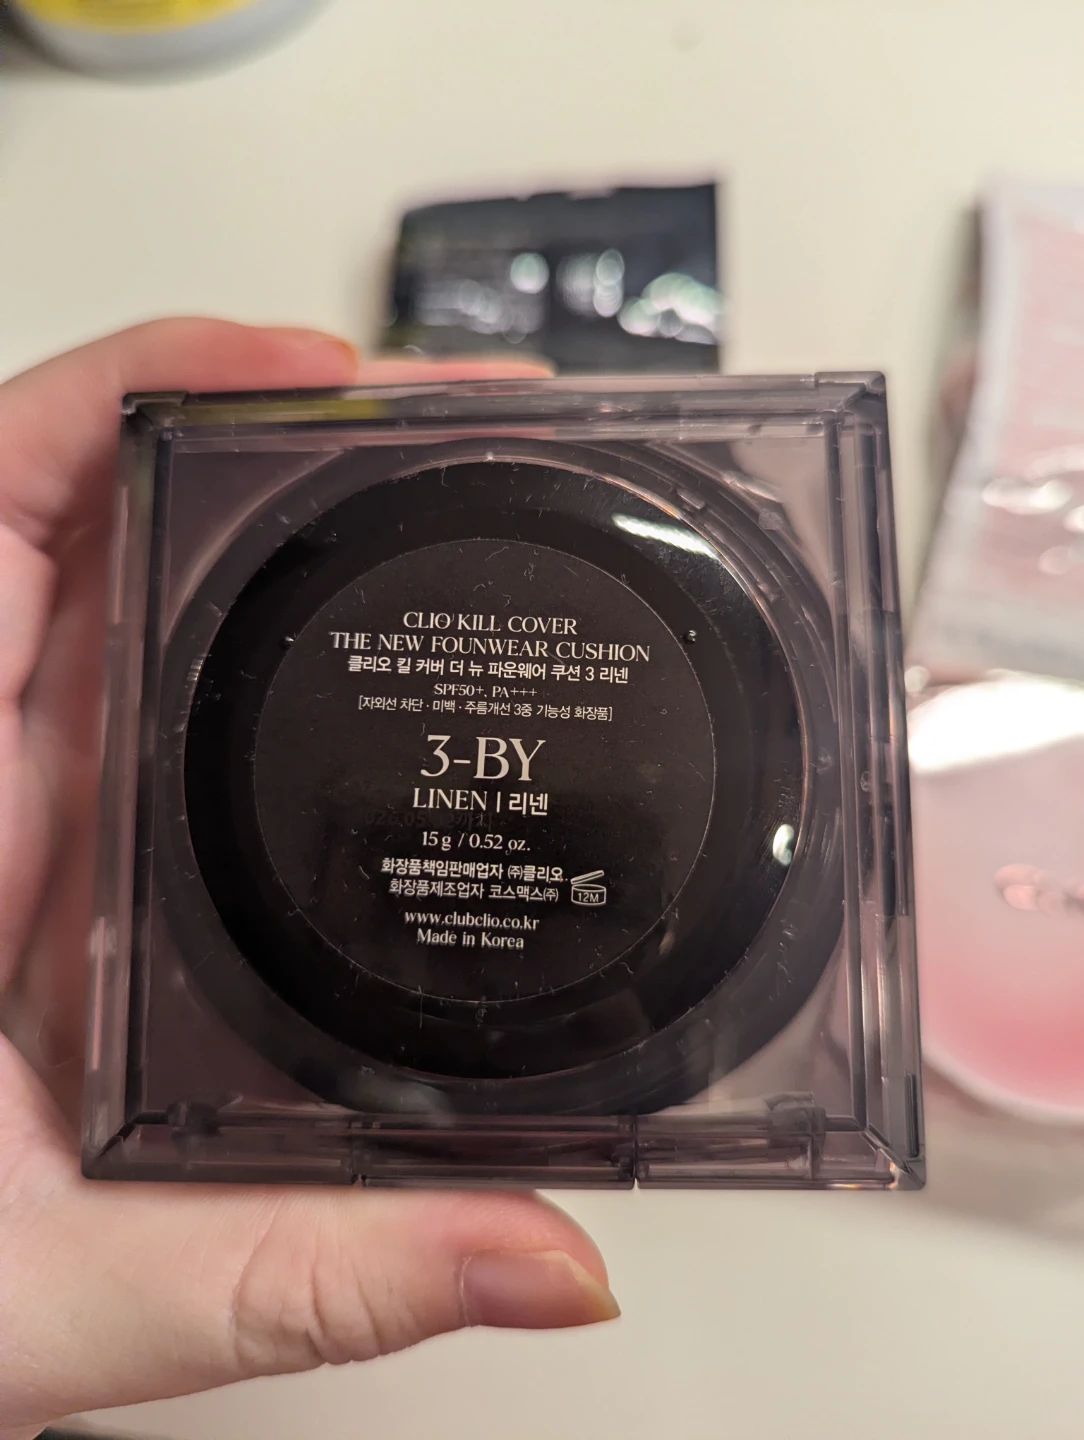 CLIO KILL COVER
THE NEW FOUNWEAR CUSHION
클리오 킬 커버 더 뉴 파운웨어 쿠션 3 리넨
SPF50+, PA+++
[자외선 차단 · 미백 · 주름개선 3중 기능성 화장품]
3-BY
LINEN | 리넨
15 g / 0.52 oz.
화장품책임판매업자 ㈜클리오
화장품제조업자 코스맥스㈜
12M
www.clubclio.co.kr
Made in Korea